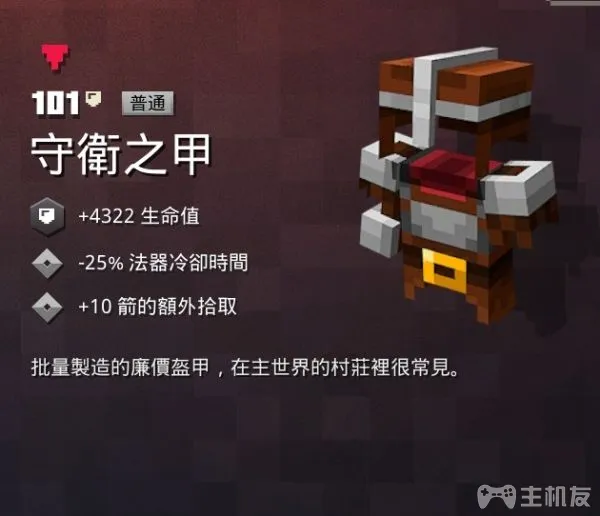 101
普通
守衛之甲
+4322 生命值
-25% 法器冷卻時間
+10 箭的額外拾取
批量製造的廉價盔甲，在主世界的村莊裡很常見。
主机友